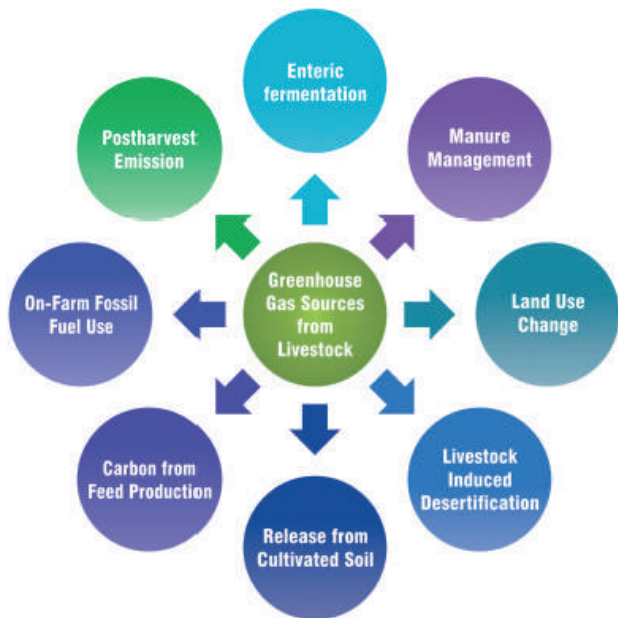 Enteric
fermentation
Manure
Management
Land Use
Change
Livestock
Induced
Desertification
Release from
Cultivated Soil
Carbon from
Feed Production
On-Farm Fossil
Fuel Use
Postharvest
Emission
Greenhouse
Gas Sources
from
Livestock